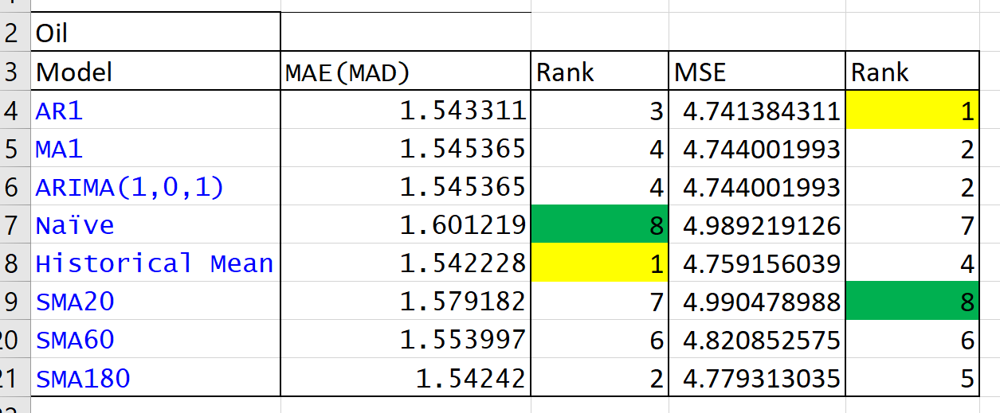 2 Oil
3 Model MAE(MAD) Rank MSE Rank
4 AR1 1.543311 3 4.741384311 1
5 MA1 1.545365 4 4.744001993 2
6 ARIMA(1,0,1) 1.545365 4 4.744001993 2
7 Naïve 1.601219 8 4.989219126 7
8 Historical Mean 1.542228 1 4.759156039 4
9 SMA20 1.579182 7 4.990478988 8
20 SMA60 1.553997 6 4.820852575 6
21 SMA180 1.54242 2 4.779313035 5